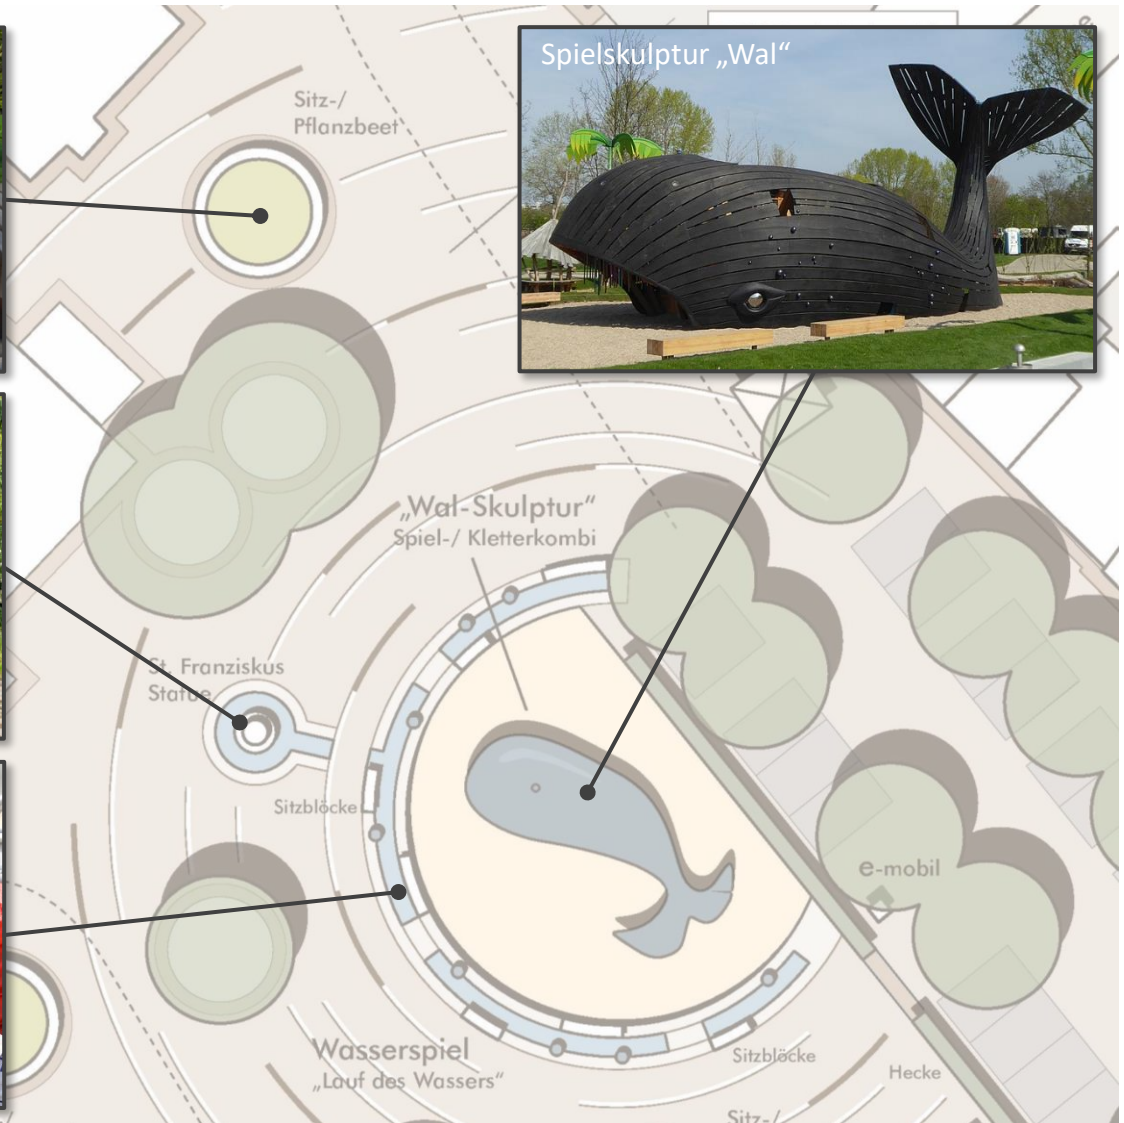 Spielskulptur „Wal“
Sitz-/
Pflanzbeet
„Wal-Skulptur“
Spiel-/ Kletterkombi
St. Franziskus
Statue
Sitzblöcke
e-mobil
Wasserspiel
„Lauf des Wassers“
Sitzblöcke
Hecke
Sitz-/